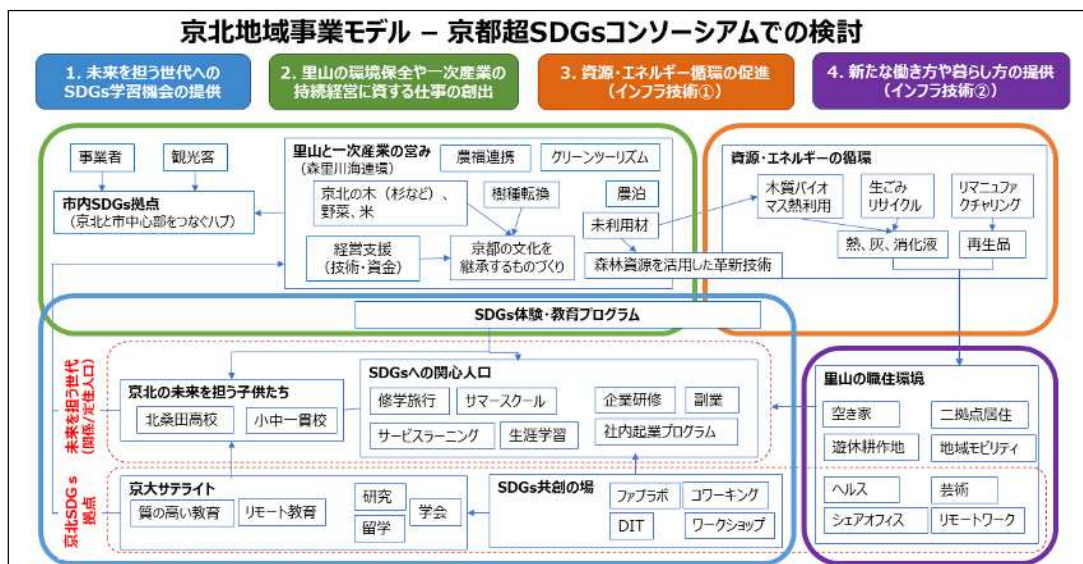 京北地域事業モデル – 京都超SDGsコンソーシアムでの検討
1. 未来を担う世代への
SDGs学習機会の提供
2. 里山の環境保全や一次産業の
持続経営に資する仕事の創出
3. 資源・エネルギー循環の促進
(インフラ技術①)
4. 新たな働き方や暮らし方の提供
(インフラ技術②)
事業者
観光客
市内SDGs拠点
(京北と市中心部をつなぐハブ)
里山と一次産業の営み
(森里川海連環)
農福連携
グリーンツーリズム
京北の木(杉など)、
野菜、米
樹種転換
農泊
未利用材
経営支援
(技術・資金)
京都の文化を
継承するものづくり
森林資源を活用した革新技術
資源・エネルギーの循環
木質バイオ
マス熱利用
生ごみ
リサイクル
リマニュファ
クチャリング
熱、灰、消化液
再生品
SDGs体験・教育プログラム
未来を担う世代
(関係/定住人口)
京北の未来を担う子供たち
北桑田高校
小中一貫校
SDGsへの関心人口
修学旅行
サマースクール
企業研修
副業
サービスラーニング
生涯学習
社内起業プログラム
里山の職住環境
空き家
二拠点居住
遊休耕作地
地域モビリティ
ヘルス
芸術
シェアオフィス
リモートワーク
京北SDGs
拠点
京大サテライト
質の高い教育
リモート教育
研究
留学
学会
SDGs共創の場
ファブラボ
コワーキング
DIT
ワークショップ